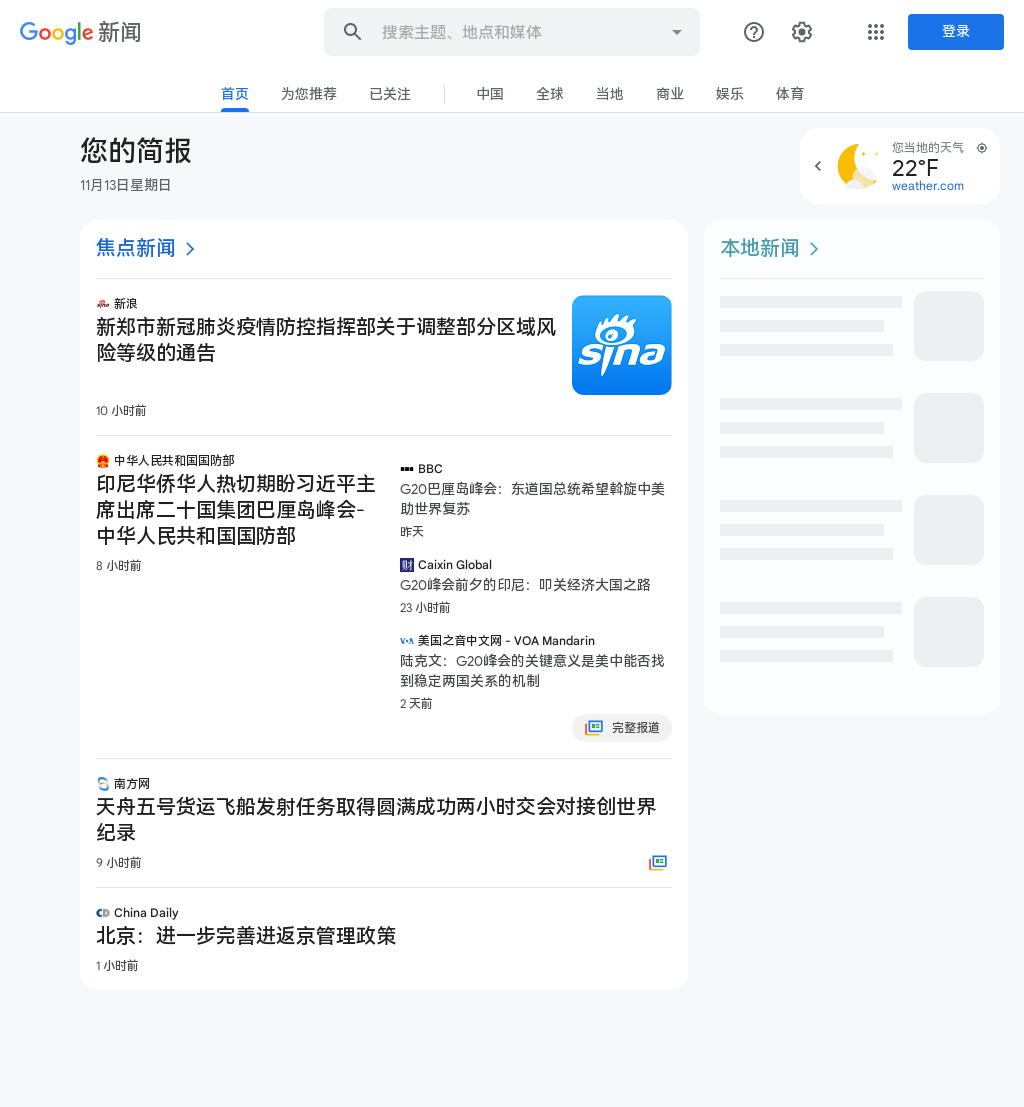 Google 新闻
搜索主题、地点和媒体
登录
首页 为您推荐 已关注 中国 全球 当地 商业 娱乐 体育
您的简报
11月13日星期日
您当地的天气
22°F
weather.com
焦点新闻
新浪
新郑市新冠肺炎疫情防控指挥部关于调整部分区域风
险等级的通告
sina
10 小时前
中华人民共和国国防部
印尼华侨华人热切期盼习近平主
席出席二十国集团巴厘岛峰会-
中华人民共和国国防部
8 小时前
BBC
G20巴厘岛峰会：东道国总统希望斡旋中美
助世界复苏
昨天
财 Caixin Global
G20峰会前夕的印尼：叩关经济大国之路
23 小时前
VOA 美国之音中文网 - VOA Mandarin
陆克文：G20峰会的关键意义是美中能否找
到稳定两国关系的机制
2 天前
完整报道
南方网
天舟五号货运飞船发射任务取得圆满成功两小时交会对接创世界
纪录
9 小时前
CD China Daily
北京：进一步完善进返京管理政策
1 小时前
本地新闻